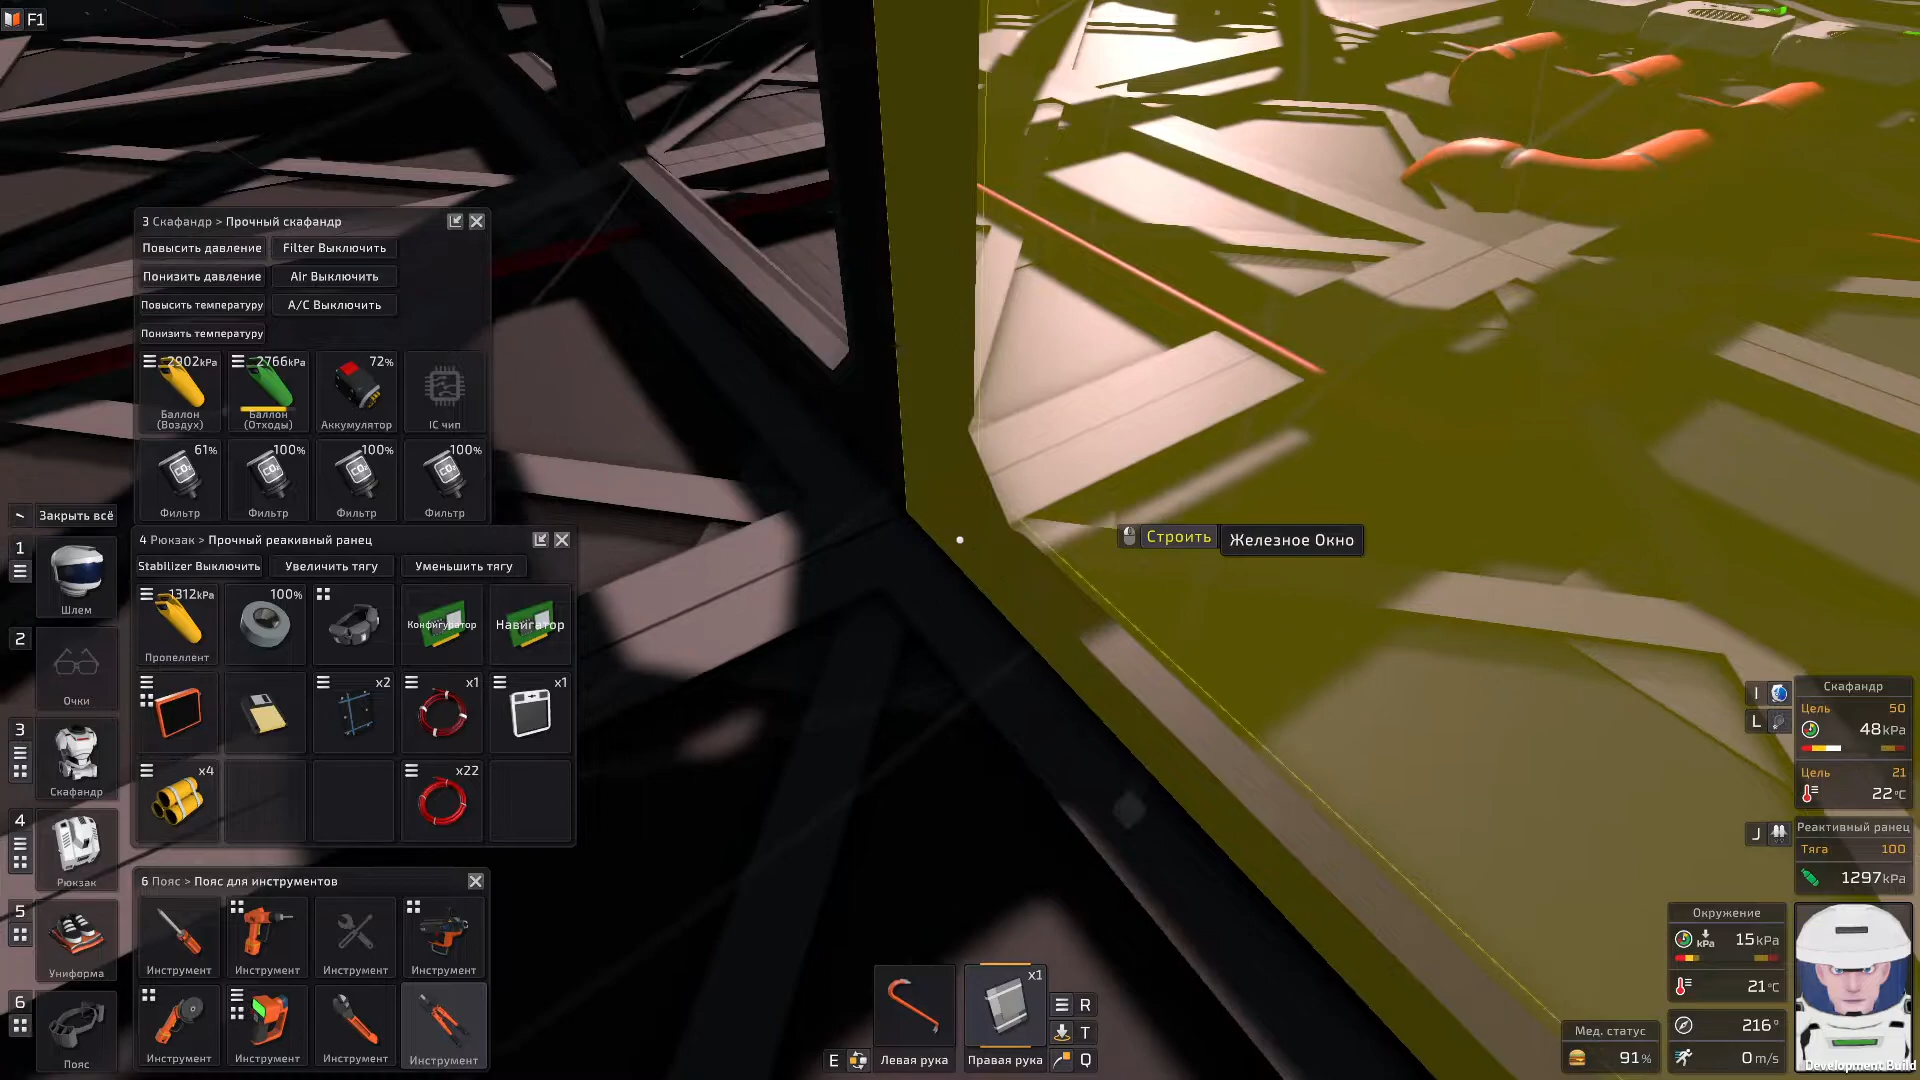 F1
3 Скафандр > Прочный скафандр
Повысить давление
Filter Выключить
Понизить давление
Air Выключить
Повысить температуру
A/C Выключить
Понизить температуру
2902kPa
2766kPa
72%
Баллон (Воздух)
Баллон (Отходы)
Аккумулятор
IC чип
61%
100%
100%
100%
Фильтр
Фильтр
Фильтр
Фильтр
Закрыть всё
1
Шлем
2
Очки
3
Скафандр
4
Рюкзак
5
Униформа
6
Пояс
4 Рюкзак > Прочный реактивный ранец
Stabilizer Выключить
Увеличить тягу
Уменьшить тягу
1312kPa
100%
Конфигуратор
Навигатор
Пропеллент
x2
x1
x1
x4
x22
6 Пояс > Пояс для инструментов
Инструмент
Инструмент
Инструмент
Инструмент
Инструмент
Инструмент
Инструмент
Инструмент
Строить
Железное Окно
E
Левая рука
x1
Правая рука
R
T
Q
I
L
Скафандр
Цель 50
48kPa
Цель 21
22°C
J
Реактивный ранец
Тяга 100
1297kPa
Окружение
kPa
15kPa
21°C
216°
0m/s
Мед. статус
91%
Development Build